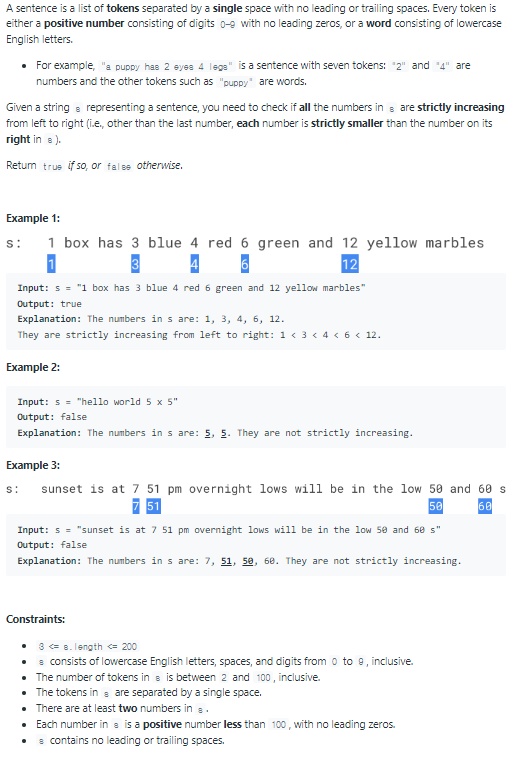 A sentence is a list of tokens separated by a single space with no leading or trailing spaces. Every token is
either a positive number consisting of digits 0-9 with no leading zeros, or a word consisting of lowercase
English letters.
• For example, "a puppy has 2 eyes 4 legs" is a sentence with seven tokens: "2" and "4" are
numbers and the other tokens such as "puppy" are words.
Given a string s representing a sentence, you need to check if all the numbers in s are strictly increasing
from left to right (i.e., other than the last number, each number is strictly smaller than the number on its
right in s).
Return true if so, or false otherwise.
Example 1:
s: 1 box has 3 blue 4 red 6 green and 12 yellow marbles
1 3 4 6 12
Input: s = "1 box has 3 blue 4 red 6 green and 12 yellow marbles"
Output: true
Explanation: The numbers in s are: 1, 3, 4, 6, 12.
They are strictly increasing from left to right: 1 < 3 < 4 < 6 < 12.
Example 2:
Input: s = "hello world 5 x 5"
Output: false
Explanation: The numbers in s are: 5, 5. They are not strictly increasing.
Example 3:
s: sunset is at 7 51 pm overnight lows will be in the low 50 and 60 s
7 51 50 60
Input: s = "sunset is at 7 51 pm overnight lows will be in the low 50 and 60 s"
Output: false
Explanation: The numbers in s are: 7, 51, 50, 60. They are not strictly increasing.
Constraints:
• 3 <= s.length <= 200
• s consists of lowercase English letters, spaces, and digits from 0 to 9, inclusive.
• The number of tokens in s is between 2 and 100, inclusive.
• The tokens in s are separated by a single space.
• There are at least two numbers in s.
• Each number in s is a positive number less than 100, with no leading zeros.
• s contains no leading or trailing spaces.